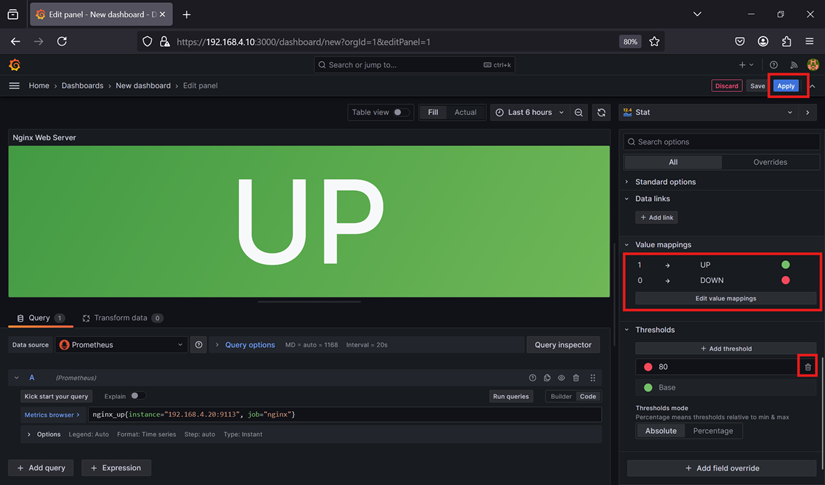 Edit panel - New dashboard - D
https://192.168.4.10:3000/dashboard/new?orgId=1&editPanel=1
80%
Search or jump to...
ctrl+k
Home
Dashboards
New dashboard
Edit panel
Discard
Save
Apply
Table view
Fill
Actual
Last 6 hours
Stat
Nginx Web Server
UP
Search options
All
Overrides
Standard options
Data links
+ Add link
Value mappings
1 → UP
0 → DOWN
Edit value mappings
Thresholds
+ Add threshold
80
Base
Thresholds mode
Percentage means thresholds relative to min & max
Absolute
Percentage
+ Add field override
Query 1
Transform data 0
Data source
Prometheus
Query options
MD = auto = 1168
Interval = 20s
Query inspector
A
(Prometheus)
Kick start your query
Explain
Run queries
Builder
Code
Metrics browser >
nginx_up{instance="192.168.4.20:9113", job="nginx"}
Options
Legend: Auto
Format: Time series
Step: auto
Type: Instant
+ Add query
+ Expression